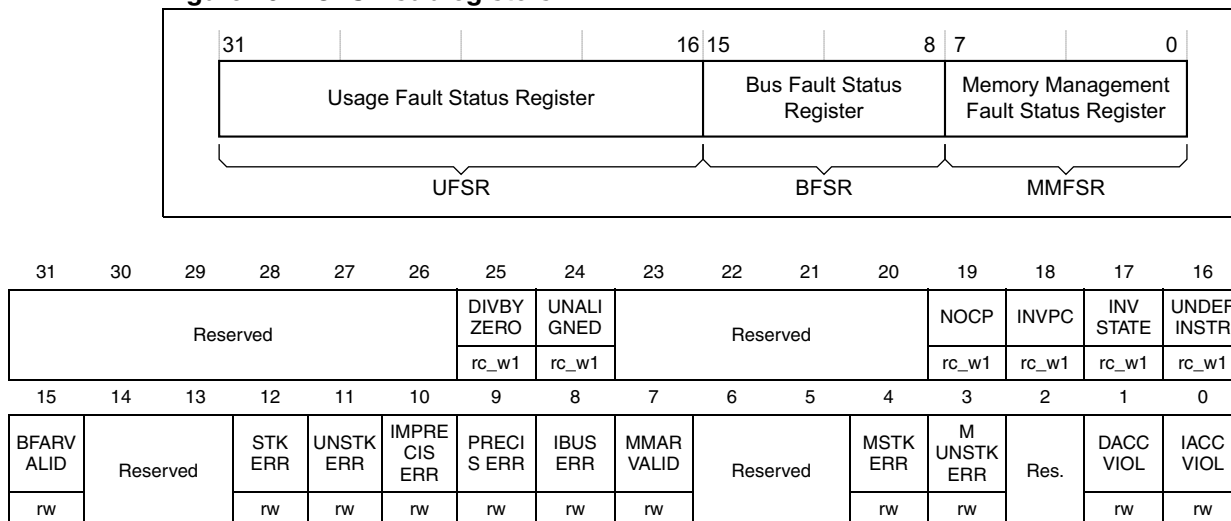 31 16 15 8 7 0
Usage Fault Status Register
Bus Fault Status
Register
Memory Management
Fault Status Register
UFSR BFSR MMFSR
31 30 29 28 27 26 25 24 23 22 21 20 19 18 17 16
Reserved
DIVBY
ZERO
UNALI
GNED
Reserved
NOCP
INVPC
INV
STATE
UNDEF
INSTR
rc_w1 rc_w1 rc_w1 rc_w1 rc_w1 rc_w1
15 14 13 12 11 10 9 8 7 6 5 4 3 2 1 0
BFARV
ALID
Reserved
STK
ERR
UNSTK
ERR
IMPRE
CIS
ERR
PRECI
S ERR
IBUS
ERR
MMAR
VALID
Reserved
MSTK
ERR
M
UNSTK
ERR
Res.
DACC
VIOL
IACC
VIOL
rw rw rw rw rw rw rw rw rw rw rw